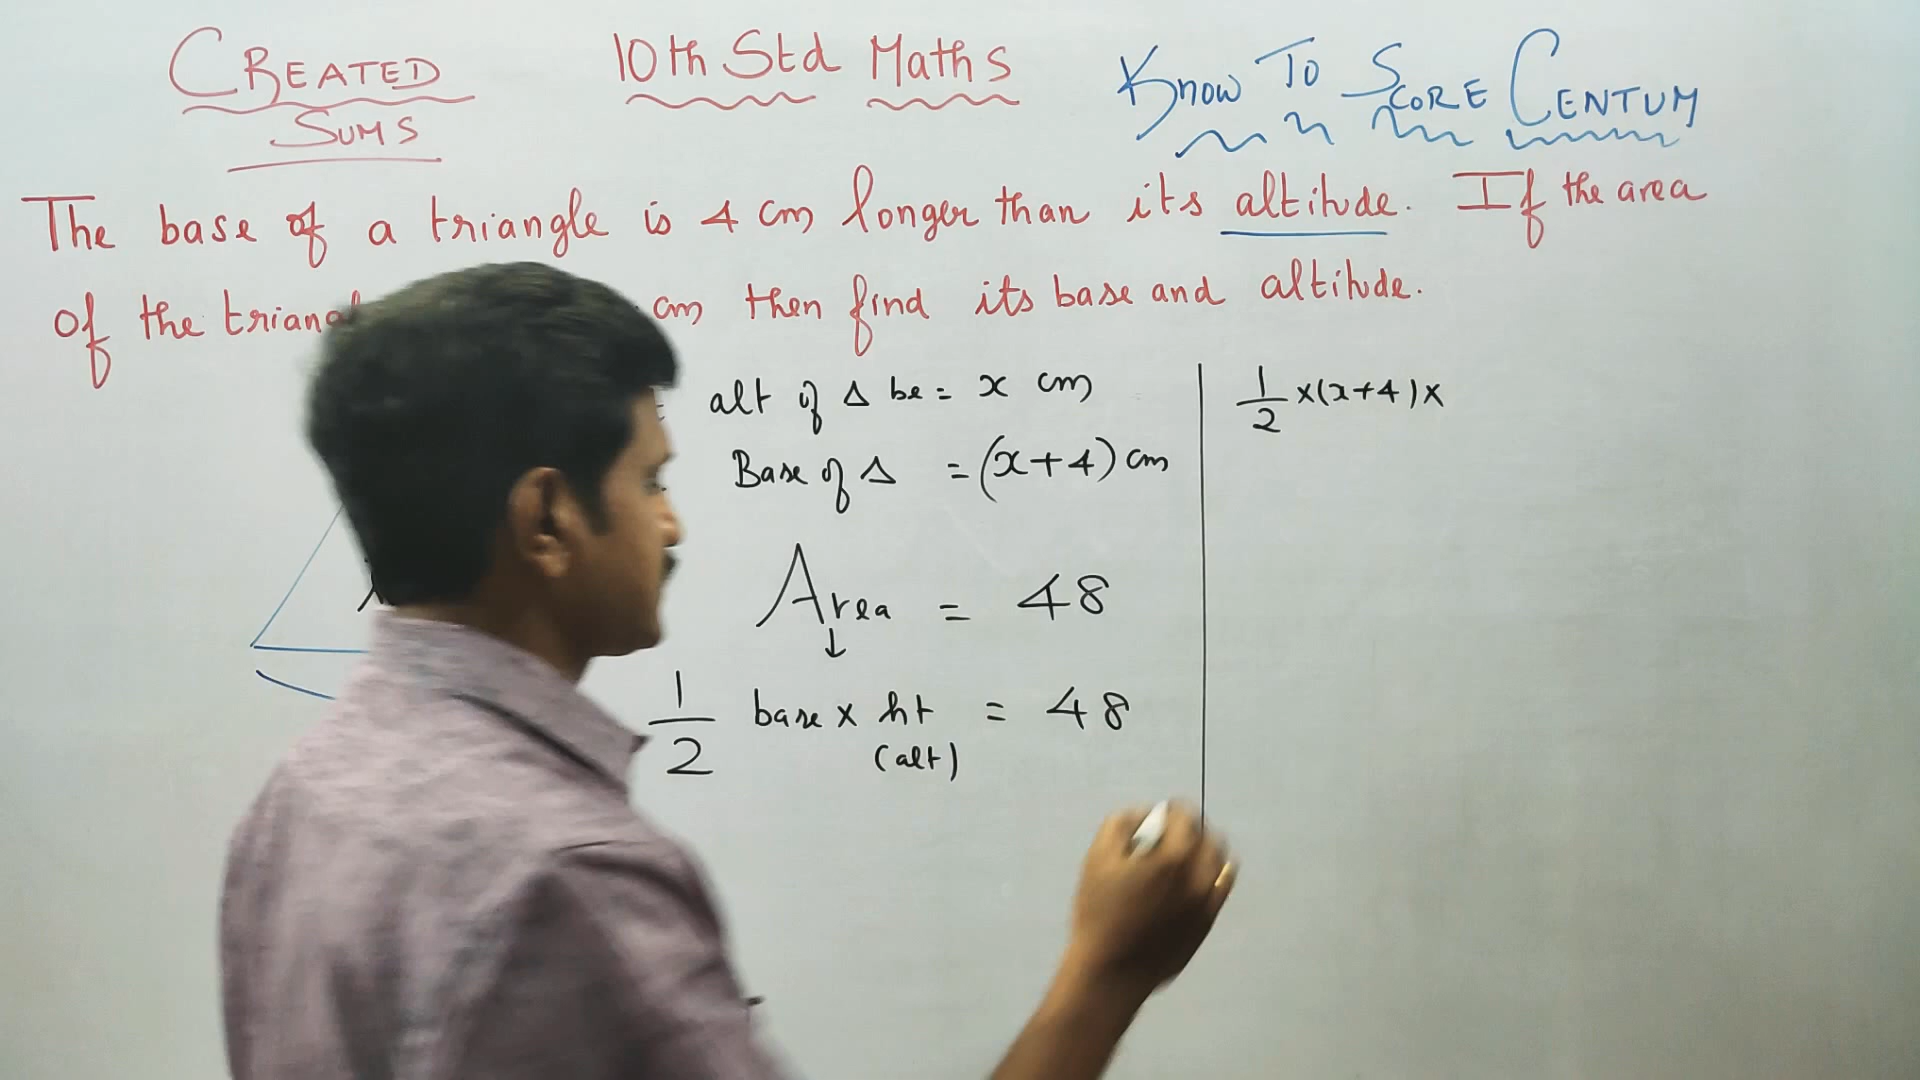 CREATED SUMS
10th Std Maths
Know To Score Centum
The base of a triangle is 4 cm longer than its altitude. If the area
of the cm then find its base and altitude.
alt of Δ be = x cm
Base of Δ = (x+4) cm
Area = 48
↓
1/2 base x ht = 48
(alt)
1/2 x(x+4)x